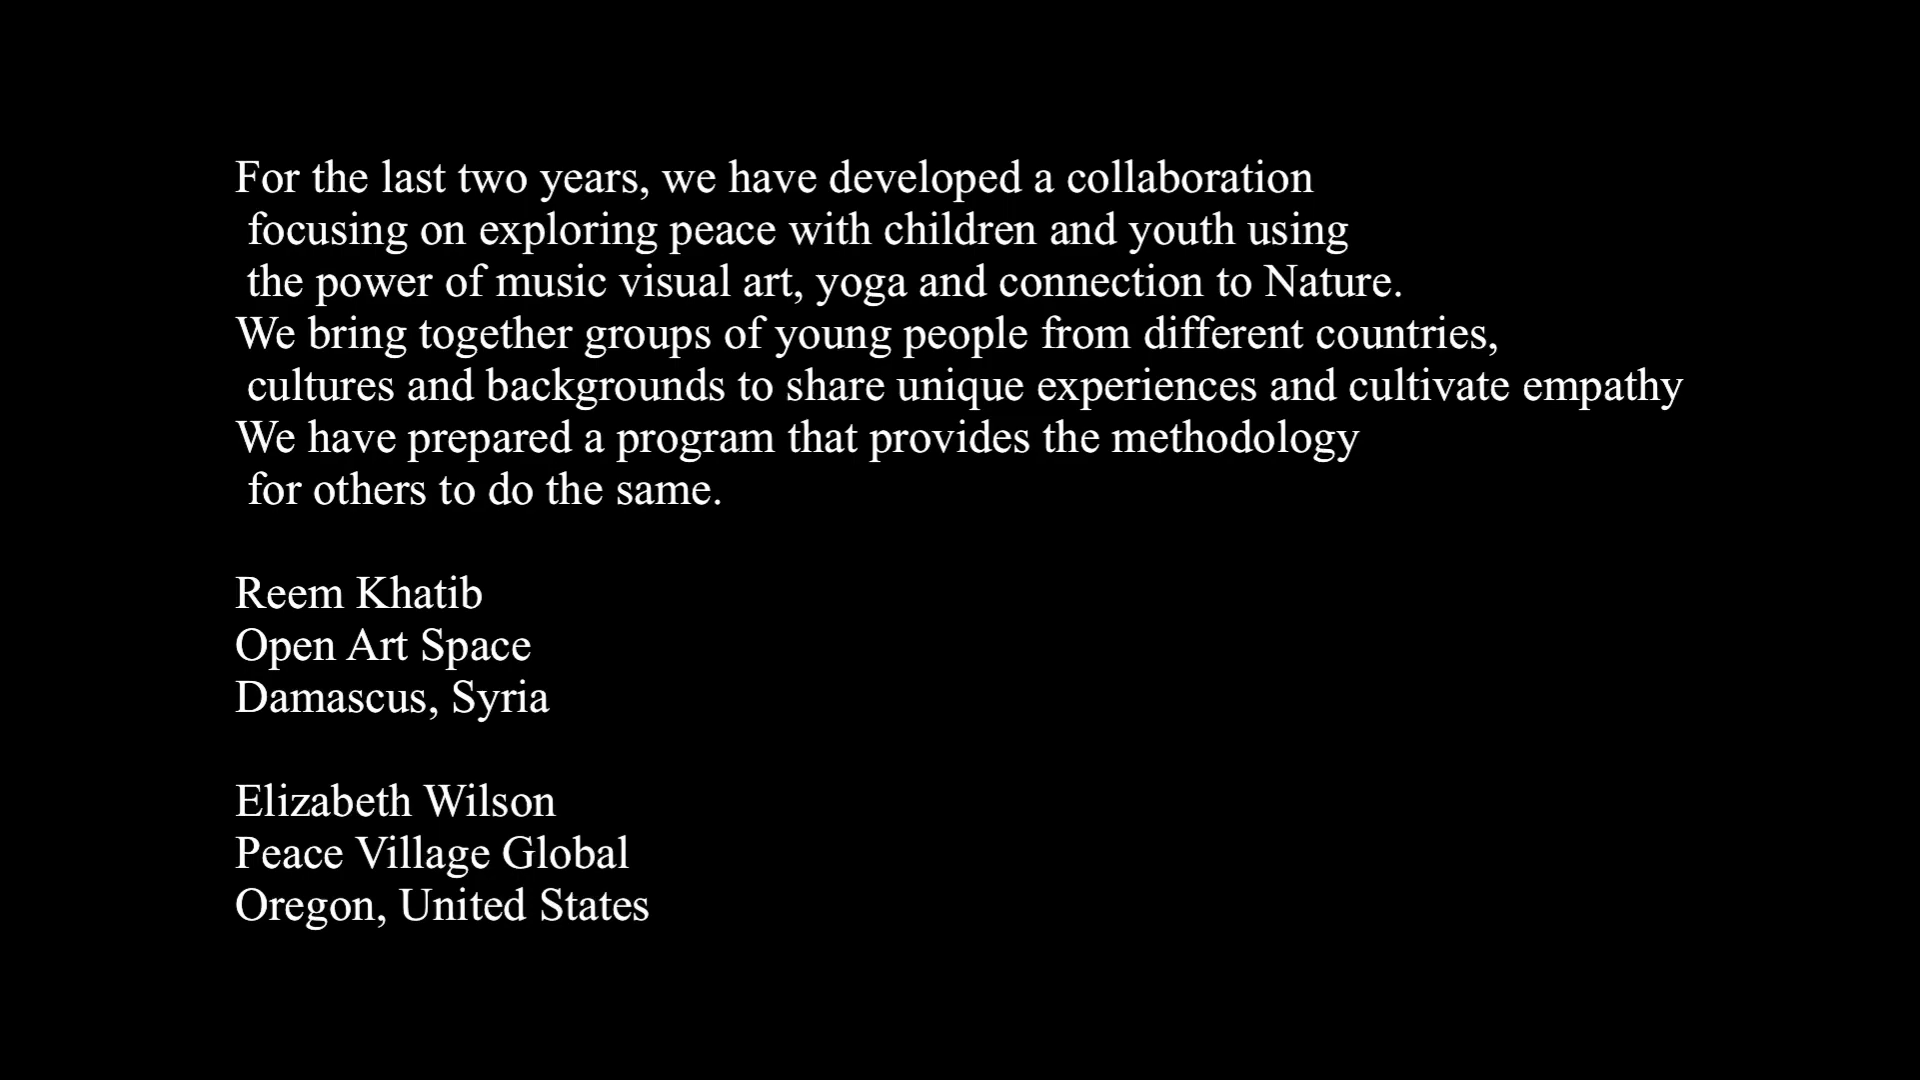 For the last two years, we have developed a collaboration
focusing on exploring peace with children and youth using
the power of music visual art, yoga and connection to Nature.
We bring together groups of young people from different countries,
cultures and backgrounds to share unique experiences and cultivate empathy
We have prepared a program that provides the methodology
for others to do the same.
Reem Khatib
Open Art Space
Damascus, Syria
Elizabeth Wilson
Peace Village Global
Oregon, United States